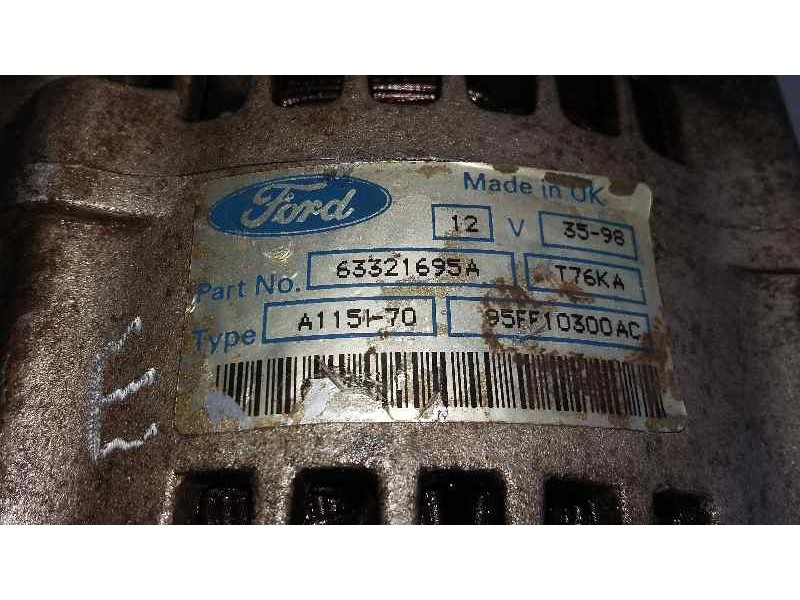 Ford
Made in UK
12 V 35-98
Part No. 63321695A T76KA
Type A115I-70 95FF10300AC
E